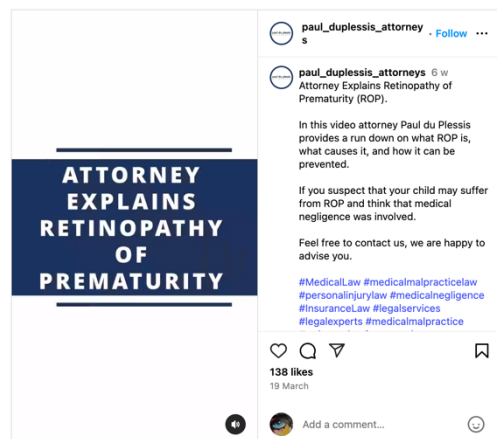 ATTORNEY
EXPLAINS
RETINOPATHY
OF
PREMATURITY
paul_duplessis_attorney
s
· Follow
paul_duplessis_attorneys 6 w
Attorney Explains Retinopathy of
Prematurity (ROP).
In this video attorney Paul du Plessis
provides a run down on what ROP is,
what causes it, and how it can be
prevented.
If you suspect that your child may suffer
from ROP and think that medical
negligence was involved.
Feel free to contact us, we are happy to
advise you.
#MedicalLaw #medicalmalpracticelaw
#personalinjurylaw #medicalnegligence
#InsuranceLaw #legalservices
#legalexperts #medicalmalpractice
138 likes
19 March
Add a comment...